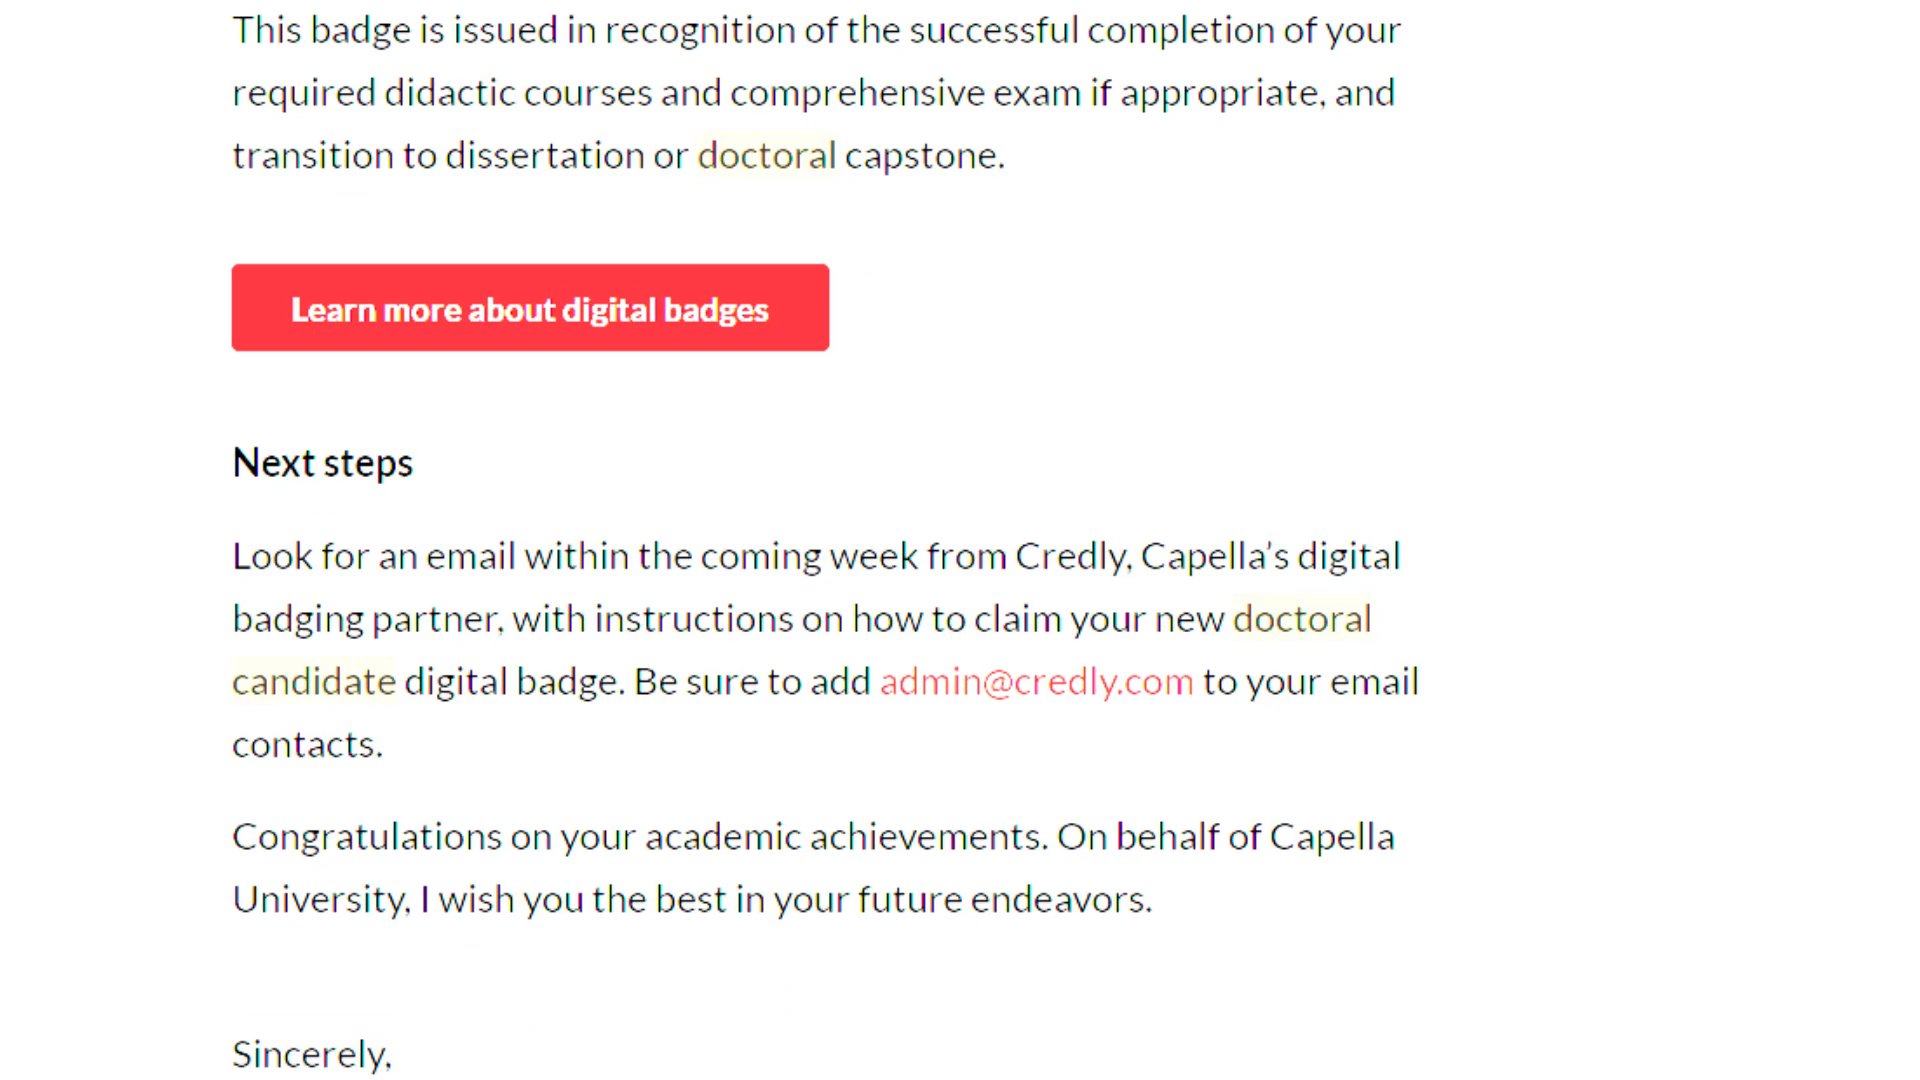 This badge is issued in recognition of the successful completion of your
required didactic courses and comprehensive exam if appropriate, and
transition to dissertation or doctoral capstone.
Learn more about digital badges
Next steps
Look for an email within the coming week from Credly, Capella's digital
badging partner, with instructions on how to claim your new doctoral
candidate digital badge. Be sure to add admin@credly.com to your email
contacts.
Congratulations on your academic achievements. On behalf of Capella
University, I wish you the best in your future endeavors.
Sincerely,